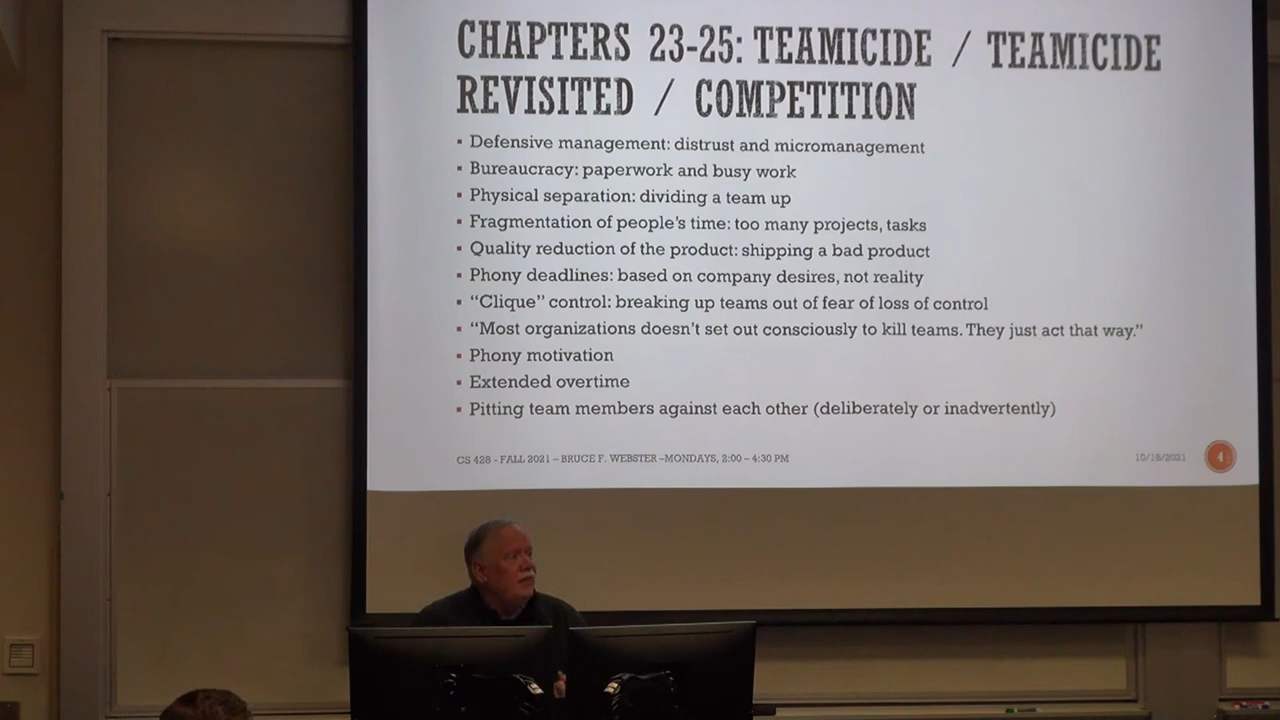 CHAPTERS 23-25: TEAMICIDE / TEAMICIDE
REVISITED / COMPETITION
▪ Defensive management: distrust and micromanagement
▪ Bureaucracy: paperwork and busy work
▪ Physical separation: dividing a team up
▪ Fragmentation of people's time: too many projects, tasks
▪ Quality reduction of the product: shipping a bad product
▪ Phony deadlines: based on company desires, not reality
▪ "Clique" control: breaking up teams out of fear of loss of control
▪ "Most organizations doesn't set out consciously to kill teams. They just act that way."
▪ Phony motivation
▪ Extended overtime
▪ Pitting team members against each other (deliberately or inadvertently)
CS 428 - FALL 2021 – BRUCE F. WEBSTER –MONDAYS, 2:00 – 4:30 PM
10/18/2021
4